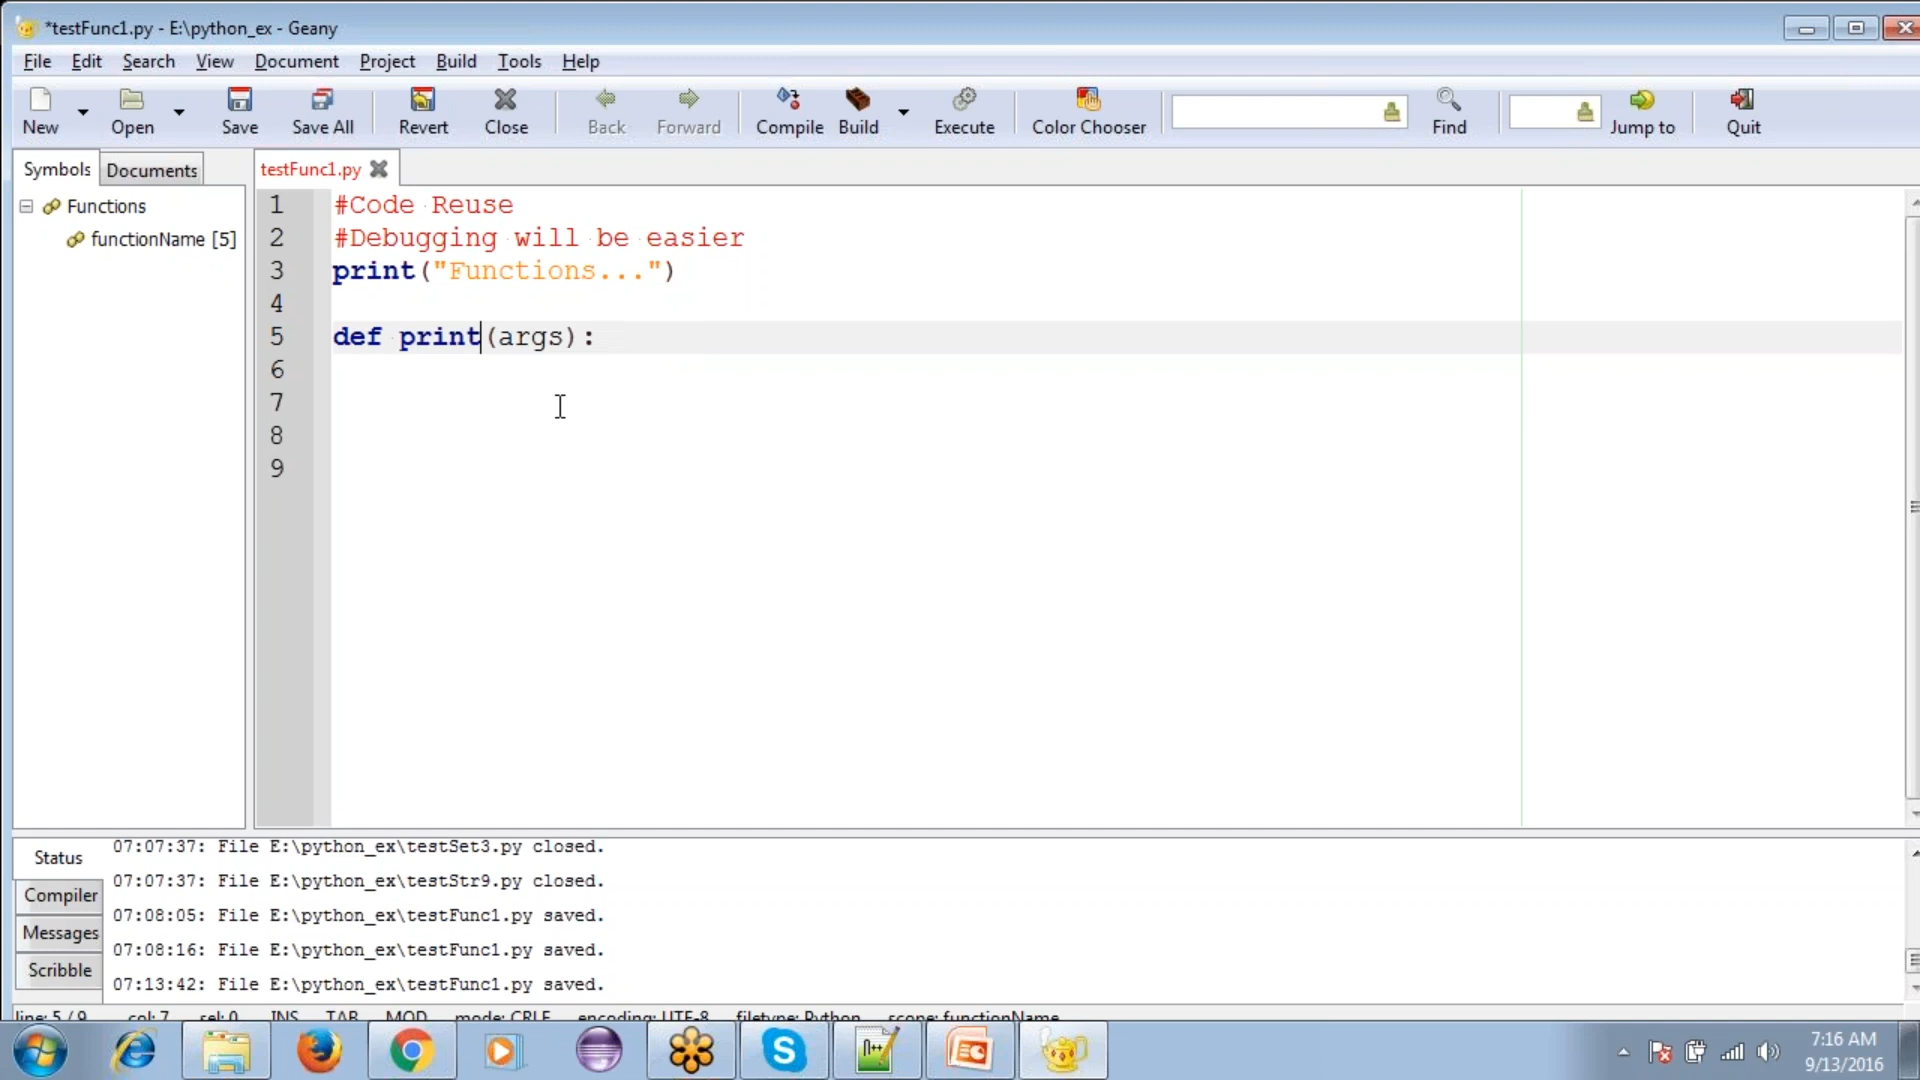 *testFunc1.py - E:\python_ex - Geany
File Edit Search View Document Project Build Tools Help
New Open Save Save All Revert Close Back Forward Compile Build Execute Color Chooser Find Jump to Quit
Symbols Documents
testFunc1.py
Functions
functionName [5]
1 #Code Reuse
2 #Debugging will be easier
3 print("Functions...")
4
5 def print(args):
6
7
8
9
Status
Compiler
Messages
Scribble
07:07:37: File E:\python_ex\testSet3.py closed.
07:07:37: File E:\python_ex\testStr9.py closed.
07:08:05: File E:\python_ex\testFunc1.py saved.
07:08:16: File E:\python_ex\testFunc1.py saved.
07:13:42: File E:\python_ex\testFunc1.py saved.
line: 5 / 9 col: 7 sel: 0 INS TAB MOD mode: CRLF encoding: UTF-8 filetype: Python scope: functionName
7:16 AM
9/13/2016